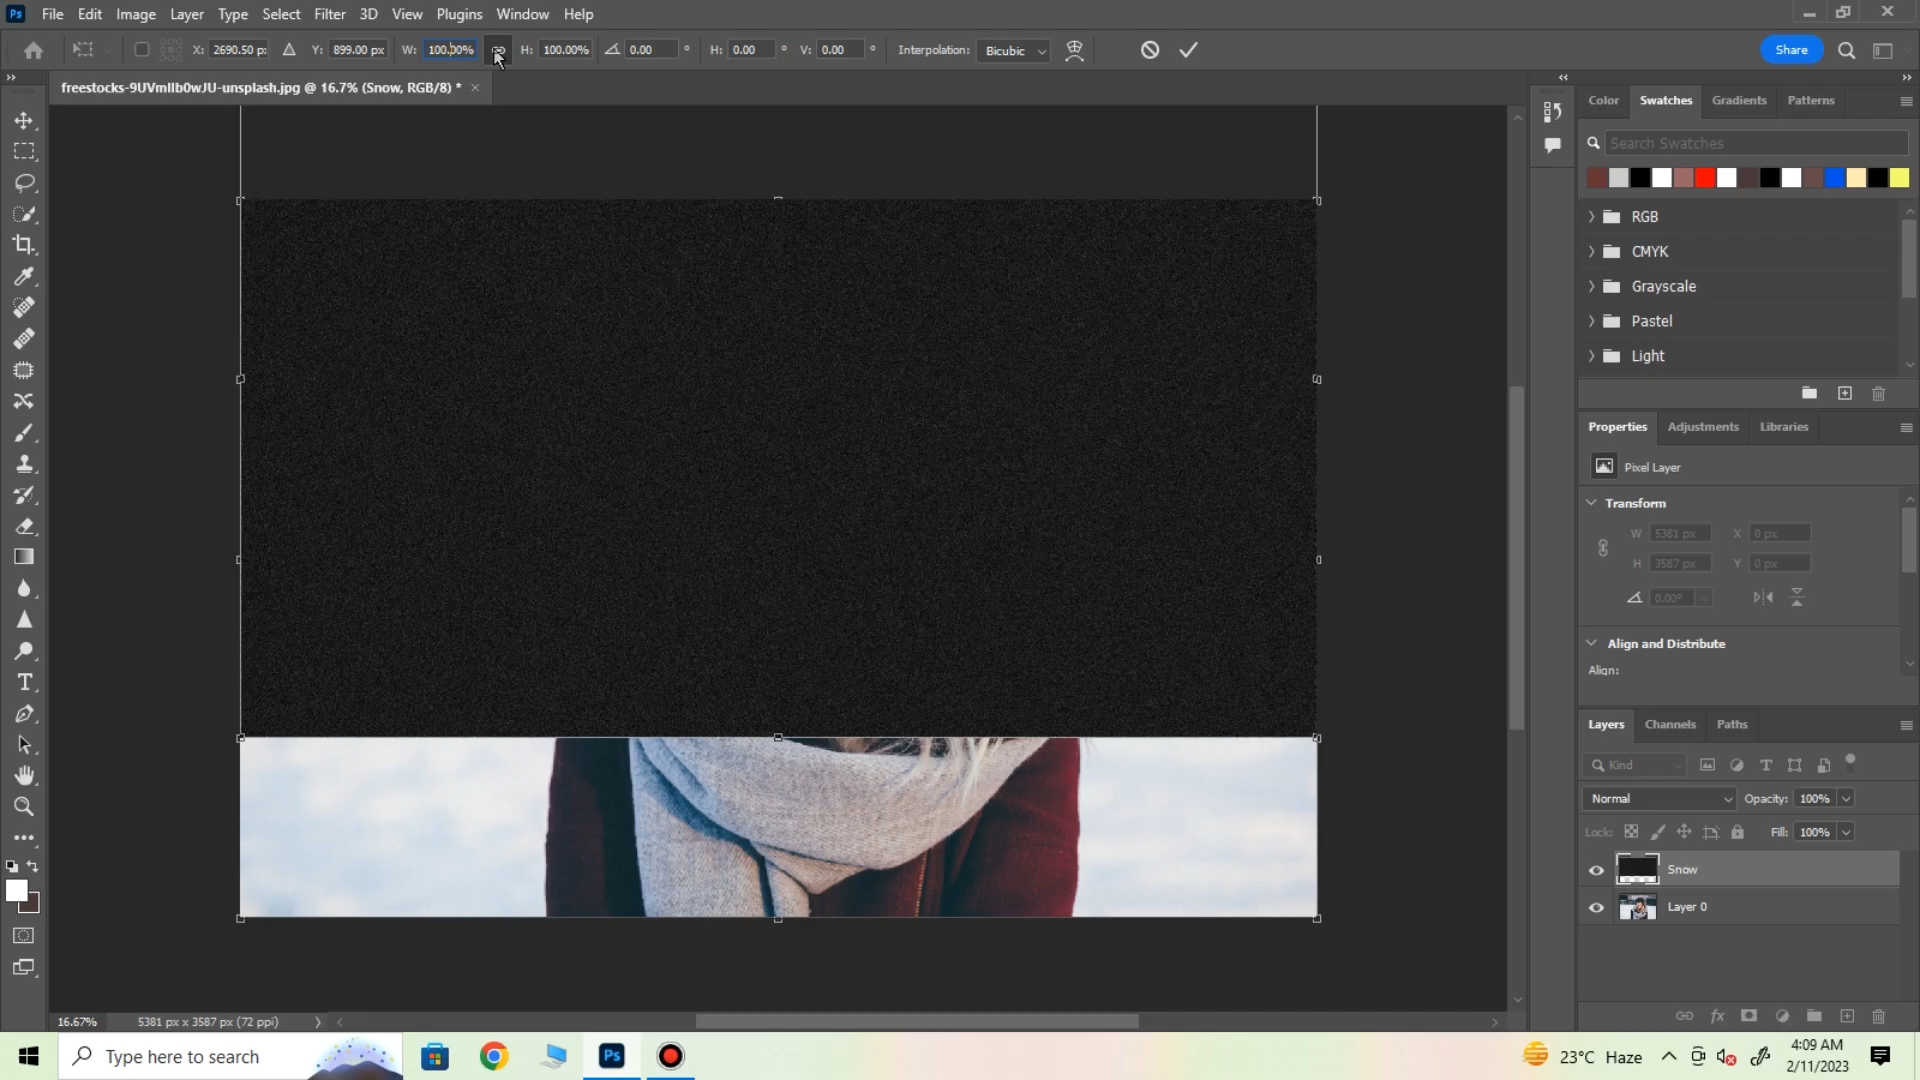 Ps File Edit Image Layer Type Select Filter 3D View Plugins Window Help
X: 2690.50 p: Y: 899.00 px W: 100.00% H: 100.00% 0.00 ° H: 0.00 ° V: 0.00 ° Interpolation: Bicubic Share
freestocks-9UVmlIb0wJU-unsplash.jpg @ 16.7% (Snow, RGB/8) * ×
Color Swatches Gradients Patterns
Search Swatches
RGB
CMYK
Grayscale
Pastel
Light
Properties Adjustments Libraries
Pixel Layer
Transform
W 5381 px X 0 px
H 3587 px Y 0 px
0.00°
Align and Distribute
Align:
Layers Channels Paths
Kind
Normal Opacity: 100%
Lock: Fill: 100%
Snow
Layer 0
16.67% 5381 px x 3587 px (72 ppi)
Type here to search
Ps
23°C Haze
4:09 AM
2/11/2023